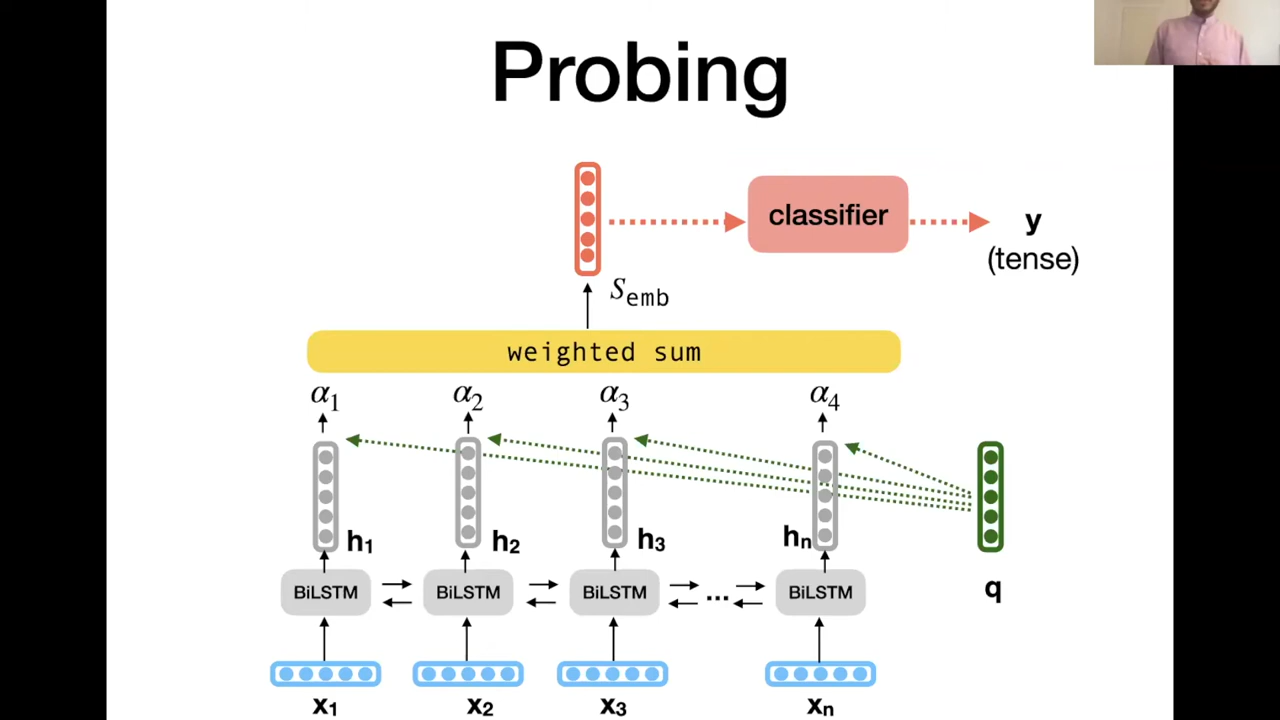 Probing
classifier
y
(tense)
Semb
weighted sum
α1 α2 α3 α4
h1 h2 h3 hn
BiLSTM BiLSTM BiLSTM ... BiLSTM
q
x1 x2 x3 xn